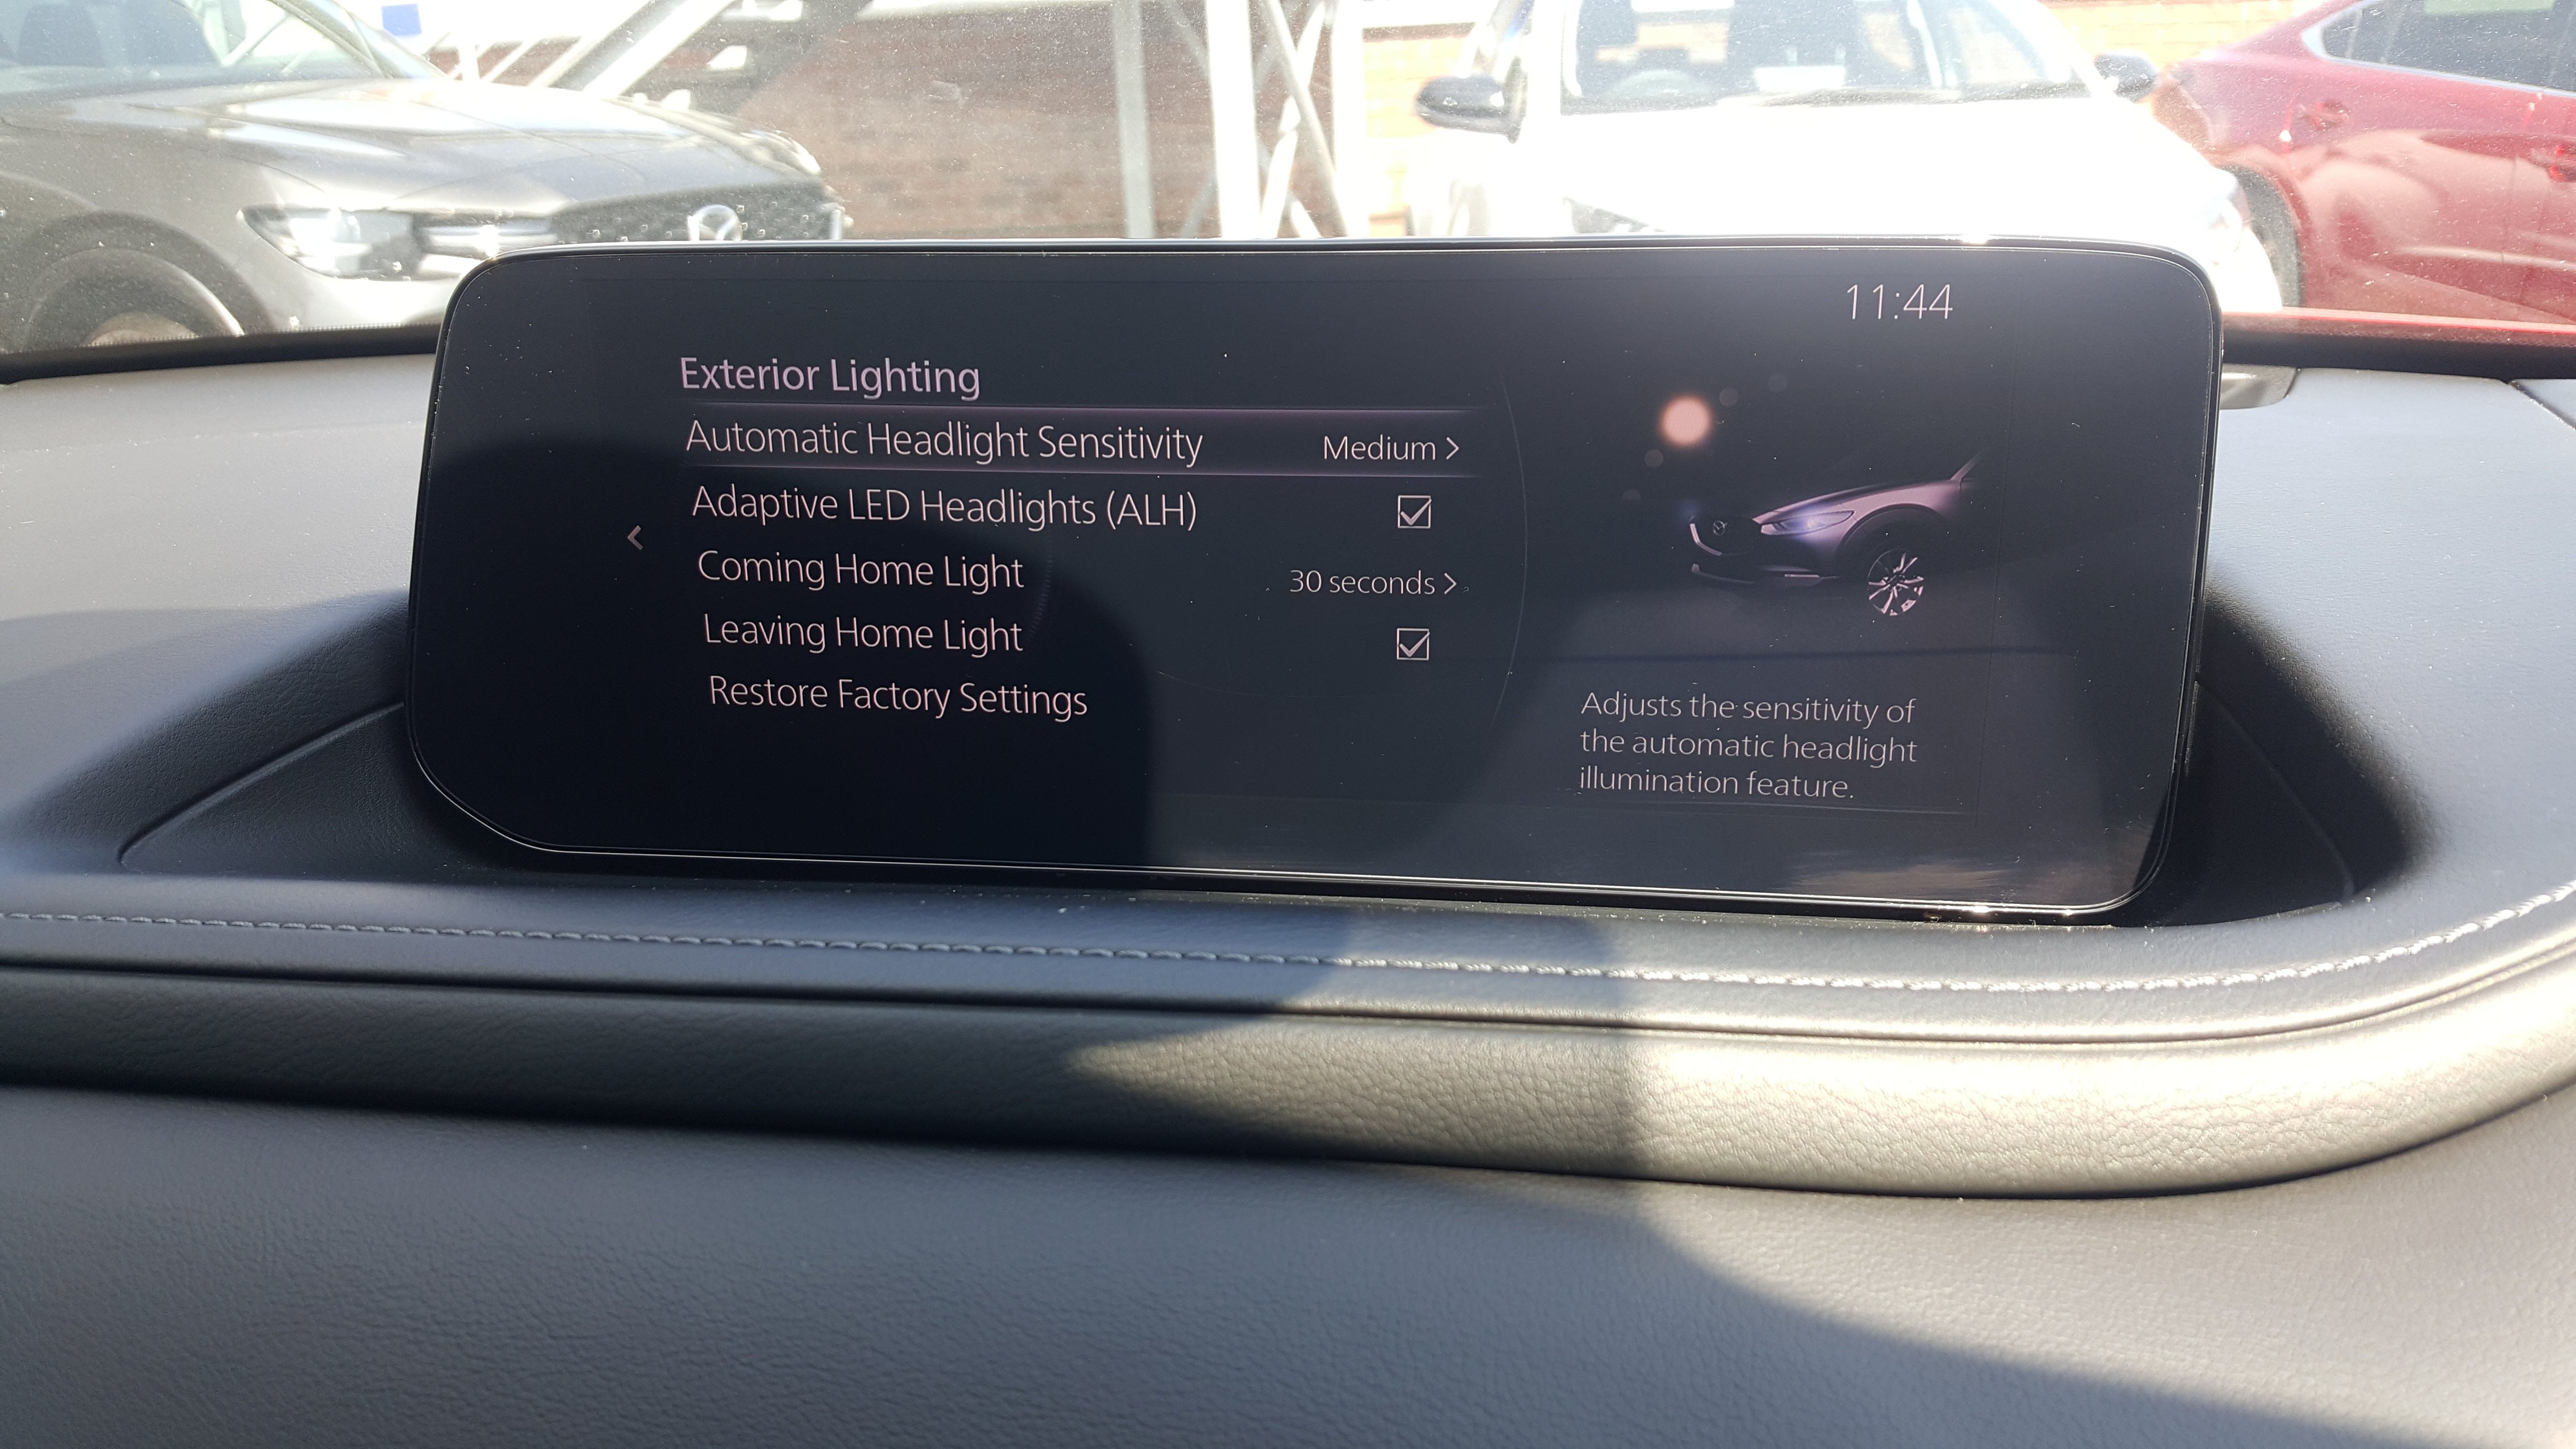 11:44
Exterior Lighting
Automatic Headlight Sensitivity Medium >
Adaptive LED Headlights (ALH)
Coming Home Light 30 seconds >
Leaving Home Light
Restore Factory Settings
Adjusts the sensitivity of
the automatic headlight
illumination feature.